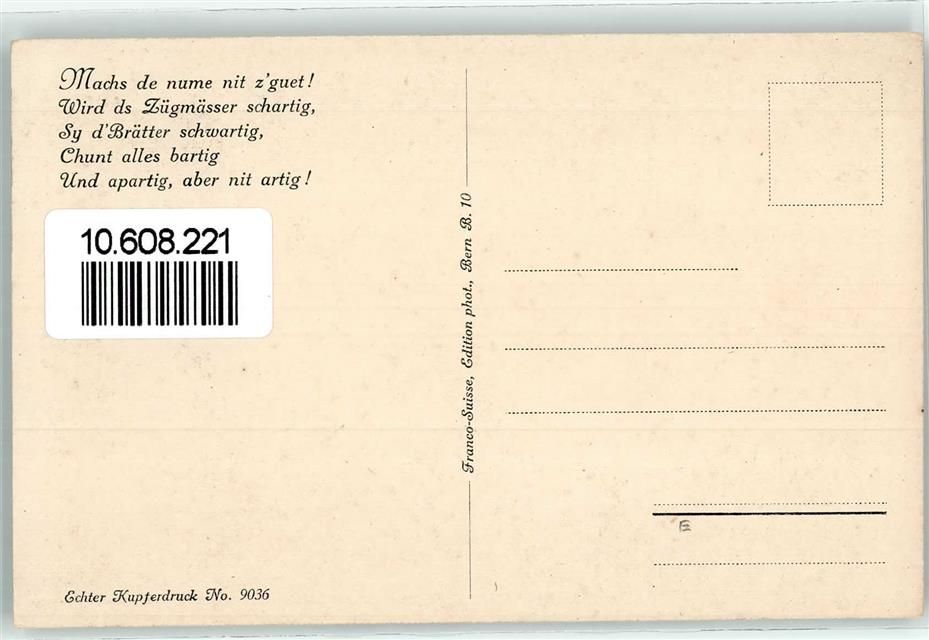 Machs de nume nit z'guet!
Wird ds Zügmässer schartig,
Sy d'Brätter schwartig,
Chunt alles bartig
Und apartig, aber nit artig!
10.608.221
Franco-Suisse, Edition phot., Bern B. 10
E
Echter Kupferdruck No. 9036